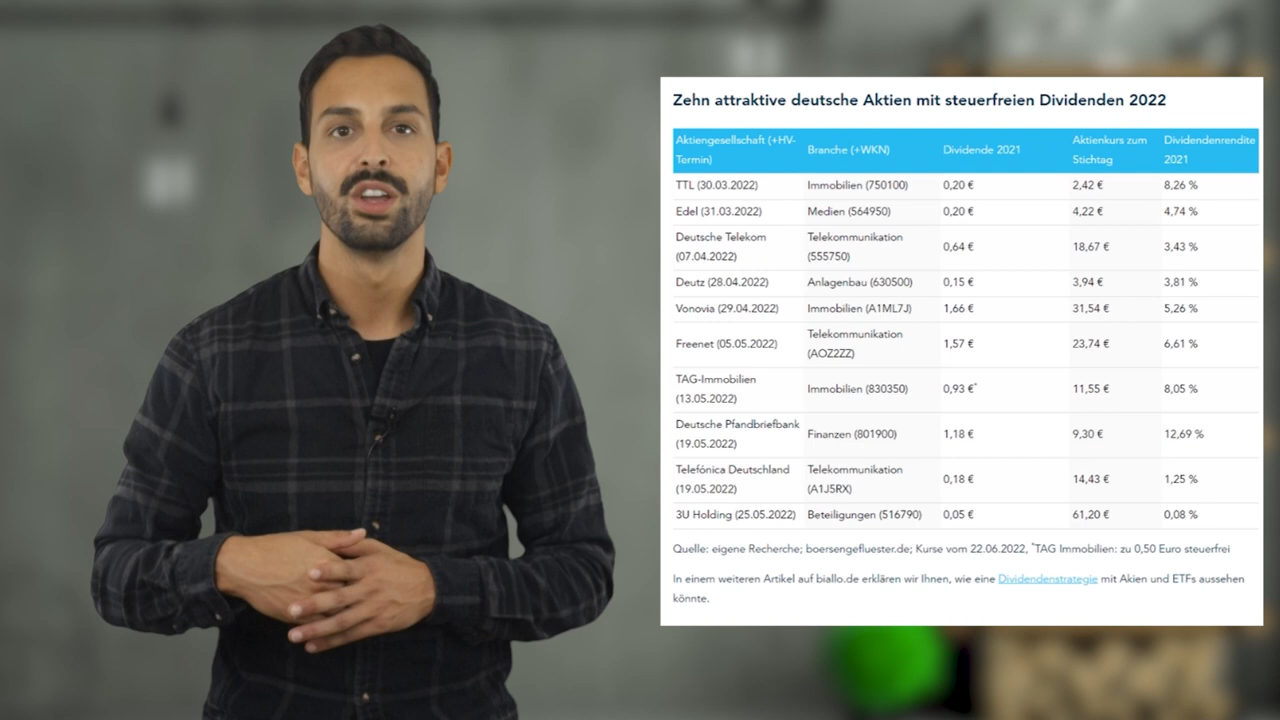 Zehn attraktive deutsche Aktien mit steuerfreien Dividenden 2022
Aktiengesellschaft (+HV-Termin) Branche (+WKN) Dividende 2021 Aktienkurs zum Stichtag Dividendenrendite 2021
TTL (30.03.2022) Immobilien (750100) 0,20 € 2,42 € 8,26 %
Edel (31.03.2022) Medien (564950) 0,20 € 4,22 € 4,74 %
Deutsche Telekom (07.04.2022) Telekommunikation (555750) 0,64 € 18,67 € 3,43 %
Deutz (28.04.2022) Anlagenbau (630500) 0,15 € 3,94 € 3,81 %
Vonovia (29.04.2022) Immobilien (A1ML7J) 1,66 € 31,54 € 5,26 %
Freenet (05.05.2022) Telekommunikation (AOZ2ZZ) 1,57 € 23,74 € 6,61 %
TAG-Immobilien (13.05.2022) Immobilien (830350) 0,93 €* 11,55 € 8,05 %
Deutsche Pfandbriefbank (19.05.2022) Finanzen (801900) 1,18 € 9,30 € 12,69 %
Telefónica Deutschland (19.05.2022) Telekommunikation (A1J5RX) 0,18 € 14,43 € 1,25 %
3U Holding (25.05.2022) Beteiligungen (516790) 0,05 € 61,20 € 0,08 %
Quelle: eigene Recherche; boersengefluester.de; Kurse vom 22.06.2022, *TAG Immobilien: zu 0,50 Euro steuerfrei
In einem weiteren Artikel auf biallo.de erklären wir Ihnen, wie eine Dividendenstrategie mit Akien und ETFs aussehen
könnte.